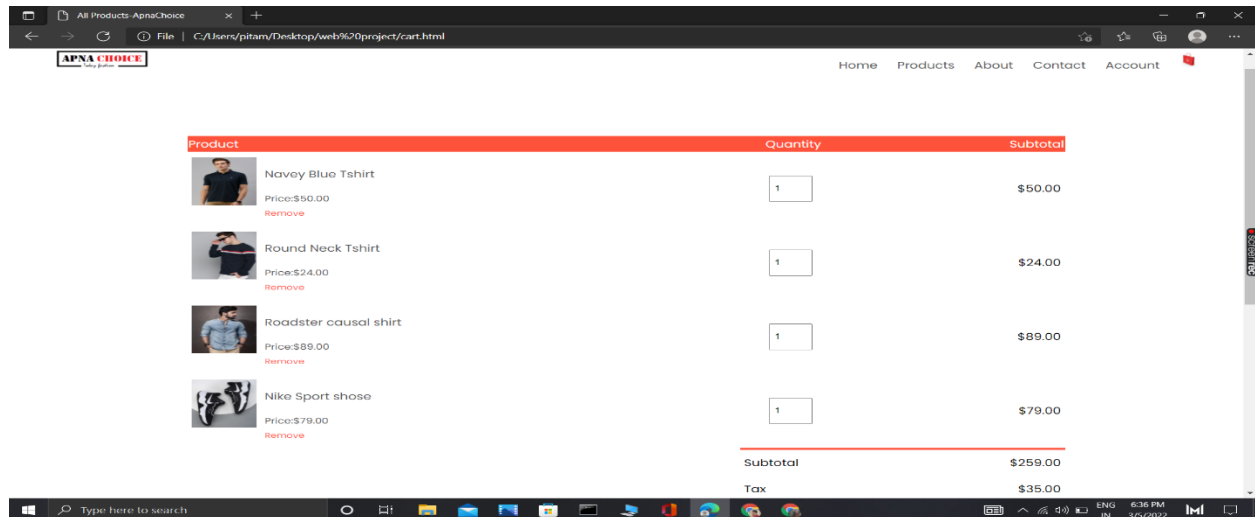 All Products-ApnaChoice
File | C:/Users/pitam/Desktop/web%20project/cart.html
APNA CHOICE
Home Products About Contact Account
Product Quantity Subtotal
Navey Blue Tshirt
1 $50.00
Price:$50.00
Remove
Round Neck Tshirt
1 $24.00
Price:$24.00
Remove
Roadster causal shirt
1 $89.00
Price:$89.00
Remove
Nike Sport shose
1 $79.00
Price:$79.00
Remove
Subtotal $259.00
Tax $35.00
screenrec
Type here to search
ENG 6:36 PM
IN 3/5/2022